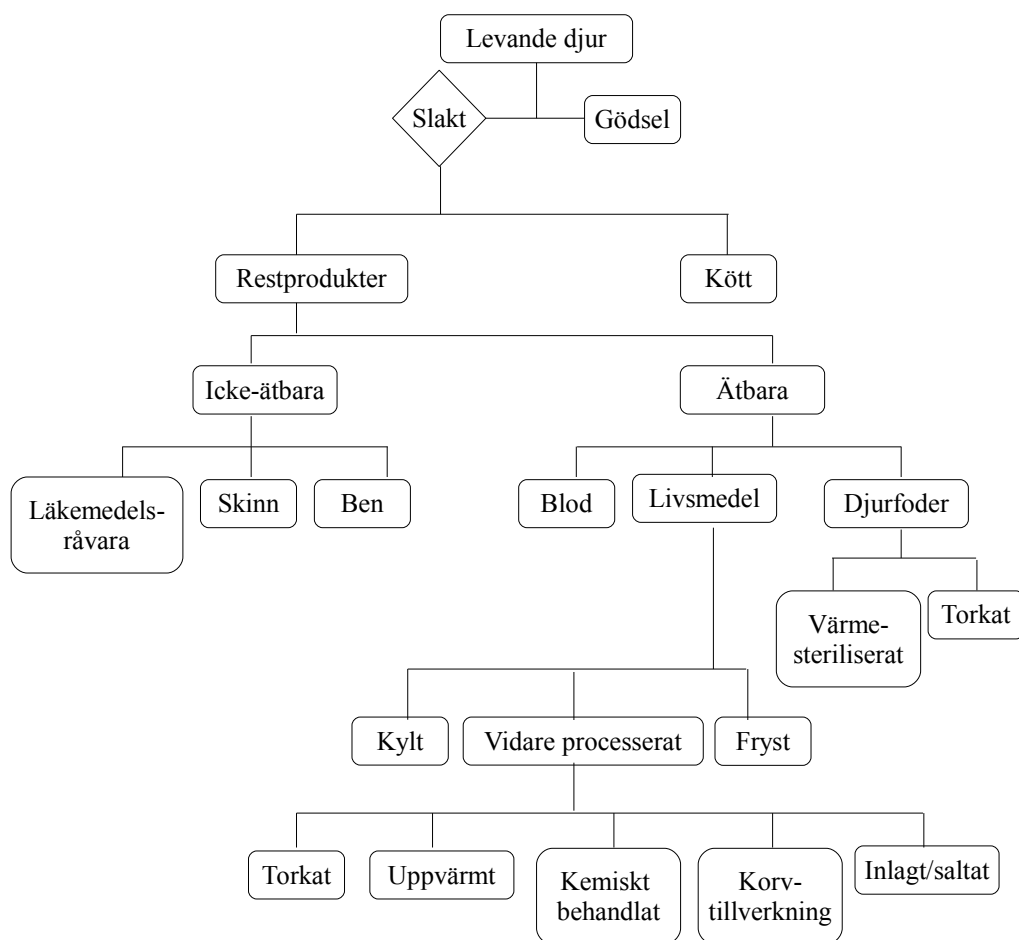 Levande djur
Slakt
Gödsel
Restprodukter
Kött
Icke-ätbara
Ätbara
Läkemedels-
råvara
Skinn
Ben
Blod
Livsmedel
Djurfoder
Värme-
steriliserat
Torkat
Kylt
Vidare processerat
Fryst
Torkat
Uppvärmt
Kemiskt
behandlat
Korv-
tillverkning
Inlagt/saltat